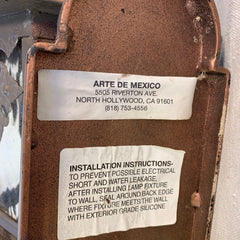 ARTE DE MEXICO
5505 RIVERTON AVE.
NORTH HOLLYWOOD, CA 91601
(818) 753-4556
INSTALLATION INSTRUCTIONS-
TO PREVENT POSSIBLE ELECTRICAL
SHORT AND WATER LEAKAGE,
AFTER INSTALLING LAMP FIXTURE
TO WALL, SEAL AROUND BACK EDGE
WHERE FIXTURE MEETS THE WALL
WITH EXTERIOR GRADE SILICONE